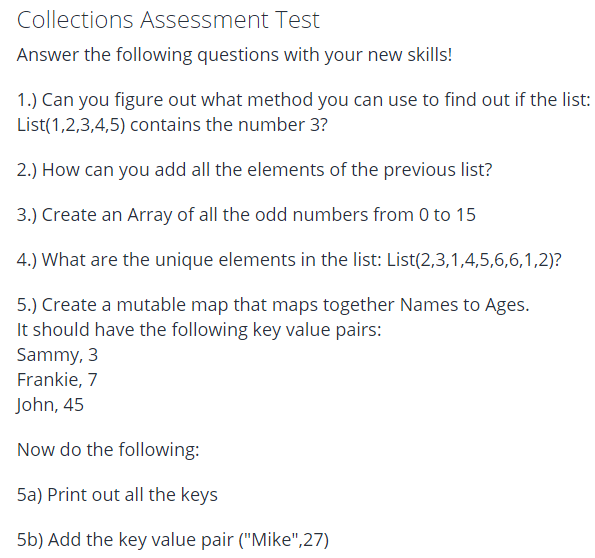 Collections Assessment Test
Answer the following questions with your new skills!
1.) Can you figure out what method you can use to find out if the list:
List(1,2,3,4,5) contains the number 3?
2.) How can you add all the elements of the previous list?
3.) Create an Array of all the odd numbers from 0 to 15
4.) What are the unique elements in the list: List(2,3,1,4,5,6,6,1,2)?
5.) Create a mutable map that maps together Names to Ages.
It should have the following key value pairs:
Sammy, 3
Frankie, 7
John, 45
Now do the following:
5a) Print out all the keys
5b) Add the key value pair ("Mike",27)